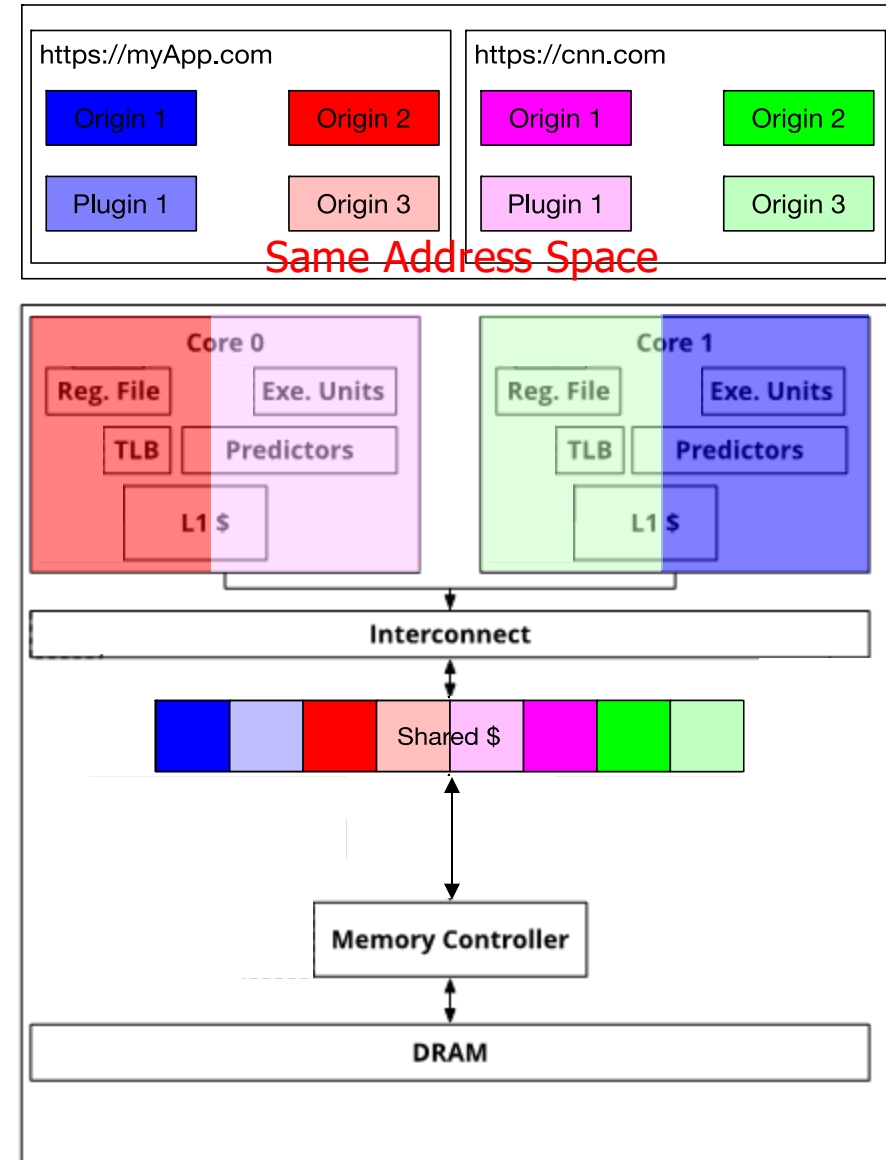 https://myApp.com
https://cnn.com
Origin 1
Origin 2
Origin 1
Origin 2
Plugin 1
Origin 3
Plugin 1
Origin 3
Same Address Space
Core 0
Core 1
Reg. File
Exe. Units
Reg. File
Exe. Units
TLB
Predictors
TLB
Predictors
L1 $
L1 $
Interconnect
Shared $
Memory Controller
DRAM